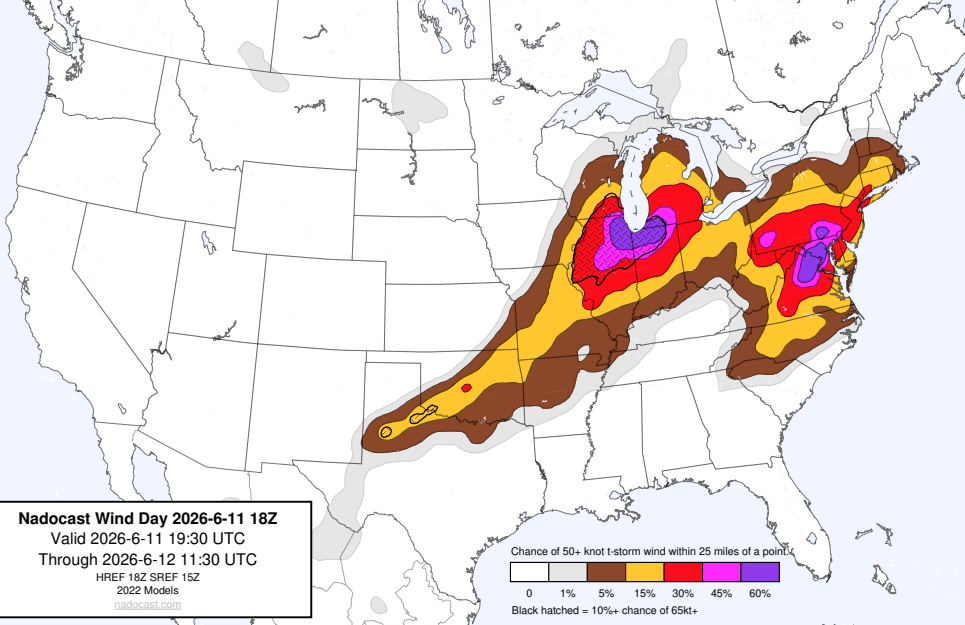 Nadocast Wind Day 2026-6-11 18Z
Valid 2026-6-11 19:30 UTC
Through 2026-6-12 11:30 UTC
HREF 18Z SREF 15Z
2022 Models
nadocast.com
Chance of 50+ knot t-storm wind within 25 miles of a point.
0 1% 5% 15% 30% 45% 60%
Black hatched = 10%+ chance of 65kt+